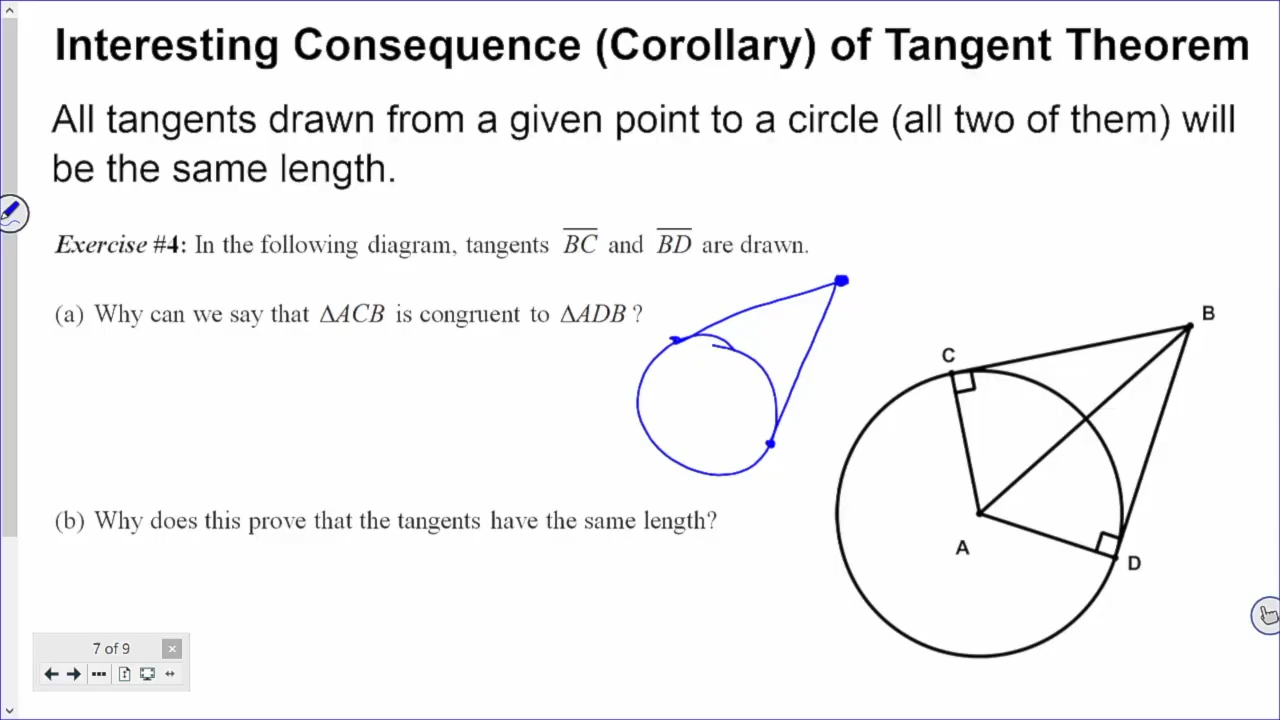 Interesting Consequence (Corollary) of Tangent Theorem
All tangents drawn from a given point to a circle (all two of them) will
be the same length.
Exercise #4: In the following diagram, tangents BC and BD are drawn.
(a) Why can we say that ΔACB is congruent to ΔADB?
B
C
(b) Why does this prove that the tangents have the same length?
A
D
7 of 9